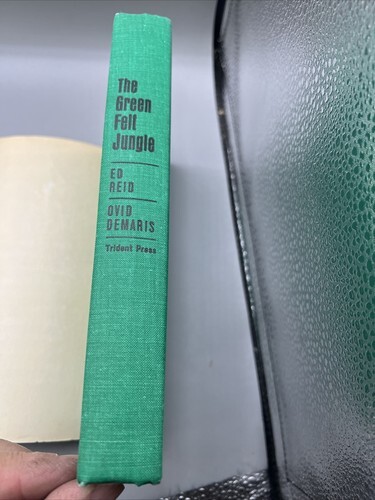 The
Green
Felt
Jungle
ED
REID
OVID
DEMARIS
Trident Press